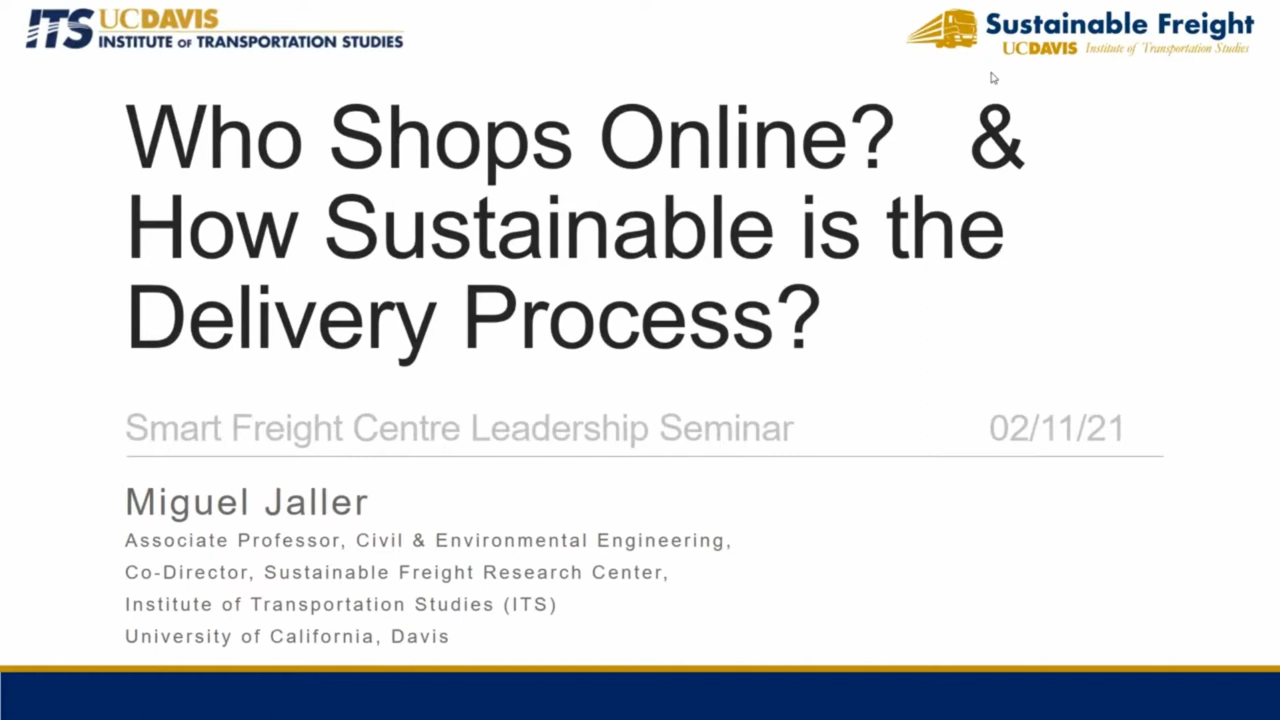 ITS UCDAVIS
INSTITUTE OF TRANSPORTATION STUDIES
Sustainable Freight
UCDAVIS Institute of Transportation Studies
Who Shops Online? &
How Sustainable is the
Delivery Process?
Smart Freight Centre Leadership Seminar 02/11/21
Miguel Jaller
Associate Professor, Civil & Environmental Engineering,
Co-Director, Sustainable Freight Research Center,
Institute of Transportation Studies (ITS)
University of California, Davis